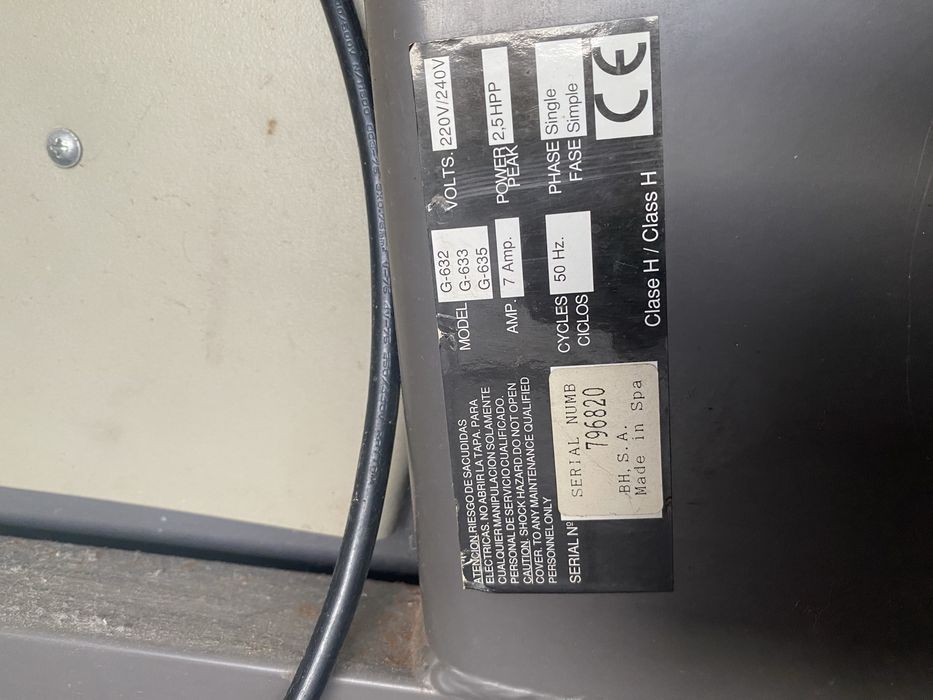 ATENCION. RIESGO DE SACUDIDAS
ELECTRICAS. NO ABRIR LA TAPA. PARA
CUALQUIER MANIPULACION SOLAMENTE
PERSONAL DE SERVICIO CUALIFICADO.
CAUTION. SHOCK HAZARD. DO NOT OPEN
COVER. TO ANY MAINTENANCE QUALIFIED
PERSONNEL ONLY
SERIAL Nº
SERIAL NUMB
796820
BH, S.A.
Made in Spa
MODEL G-632
G-633
G-635
VOLTS. 220V/240V
AMP. 7 Amp.
POWER PEAK 2,5 HPP
CYCLES CICLOS 50 Hz.
PHASE Single
FASE Simple
Clase H / Class H
CE